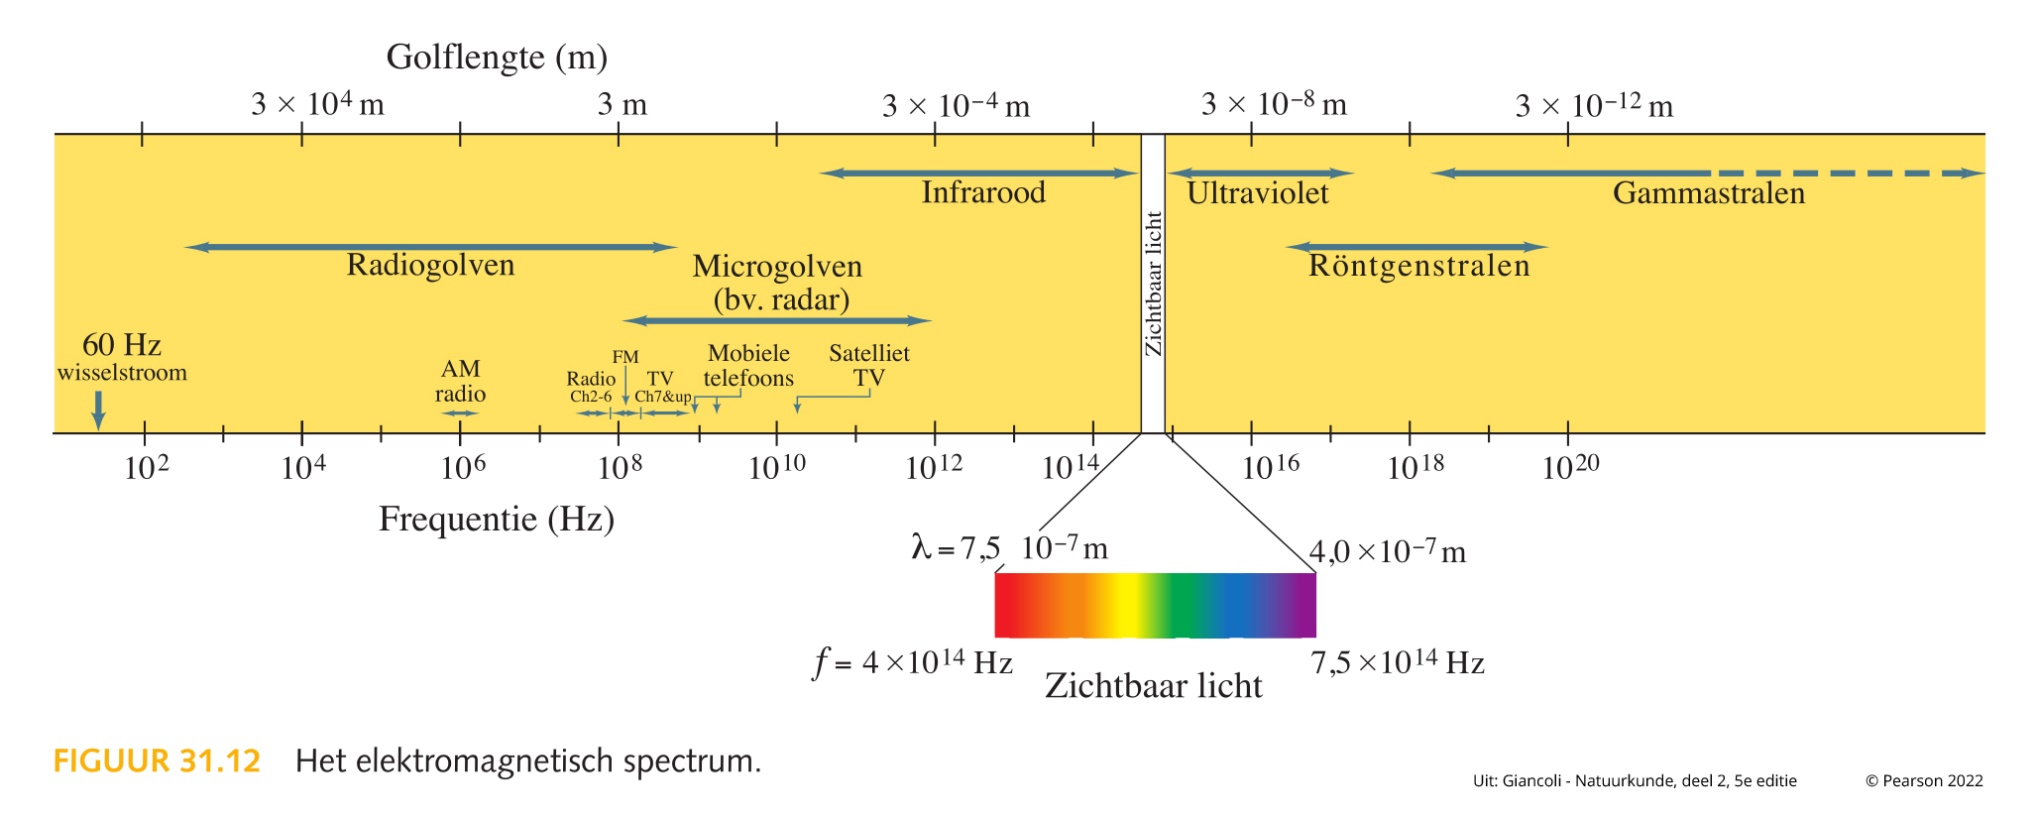 Golflengte (m)
3 × 10⁴ m 3 m 3 × 10⁻⁴ m 3 × 10⁻⁸ m 3 × 10⁻¹² m
Infrarood
Ultraviolet
Gammastralen
Zichtbaar licht
Radiogolven
Microgolven
(bv. radar)
Röntgenstralen
60 Hz
wisselstroom
AM
radio
FM
Radio
Ch2-6
TV
Ch7&up
Mobiele
telefoons
Satelliet
TV
10² 10⁴ 10⁶ 10⁸ 10¹⁰ 10¹² 10¹⁴ 10¹⁶ 10¹⁸ 10²⁰
Frequentie (Hz)
λ = 7,5 10⁻⁷ m 4,0 ×10⁻⁷ m
f = 4 ×10¹⁴ Hz 7,5 ×10¹⁴ Hz
Zichtbaar licht
FIGUUR 31.12 Het elektromagnetisch spectrum.
Uit: Giancoli - Natuurkunde, deel 2, 5e editie © Pearson 2022